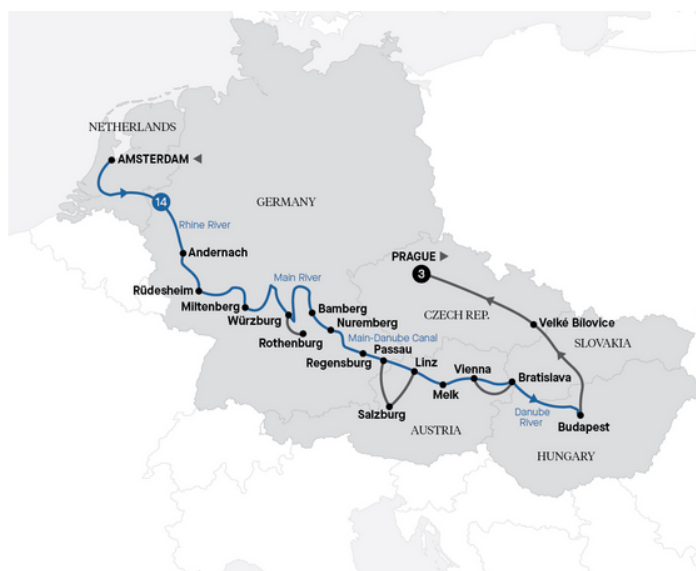 NETHERLANDS
AMSTERDAM
14
GERMANY
Rhine River
Andernach
PRAGUE
3
Main River
Rüdesheim
Miltenberg
Bamberg
Würzburg
Nuremberg
CZECH REP.
Velké Bílovice
Rothenburg
Main-Danube Canal
SLOVAKIA
Passau
Regensburg
Linz
Vienna
Bratislava
Melk
Salzburg
Danube
River
Budapest
AUSTRIA
HUNGARY